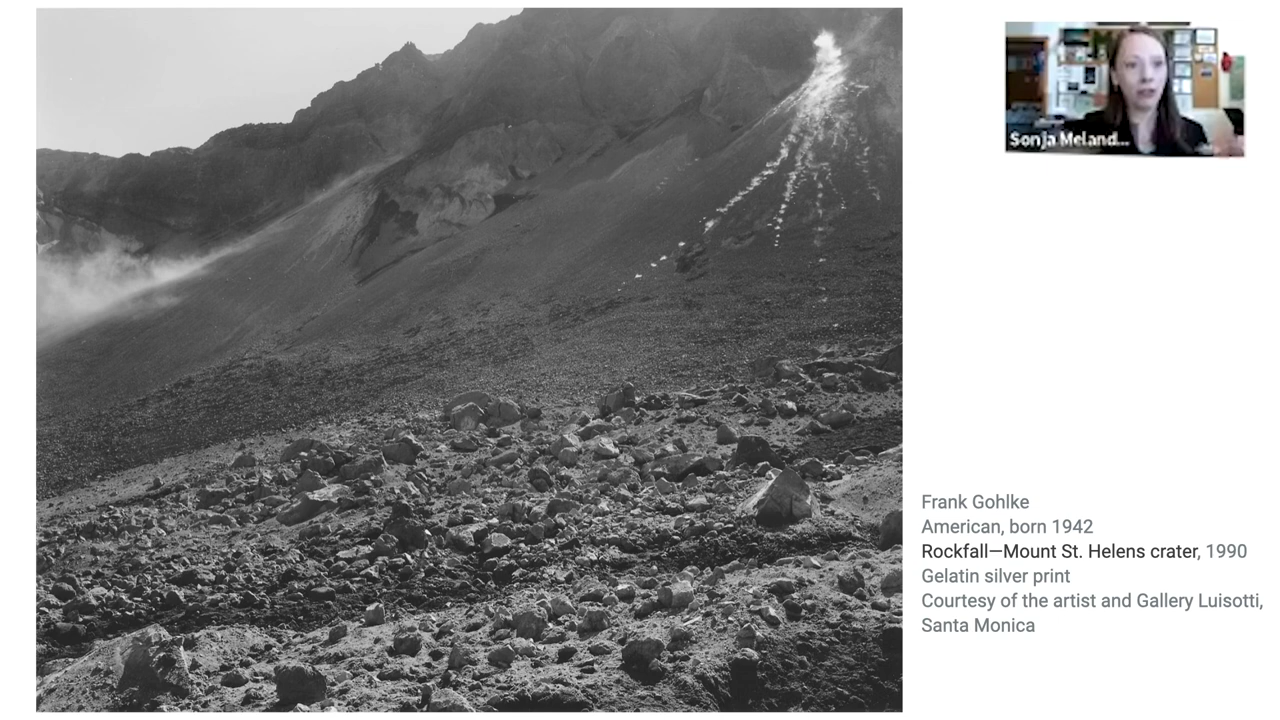 Sonja Meland...
Frank Gohlke
American, born 1942
Rockfall—Mount St. Helens crater, 1990
Gelatin silver print
Courtesy of the artist and Gallery Luisotti,
Santa Monica